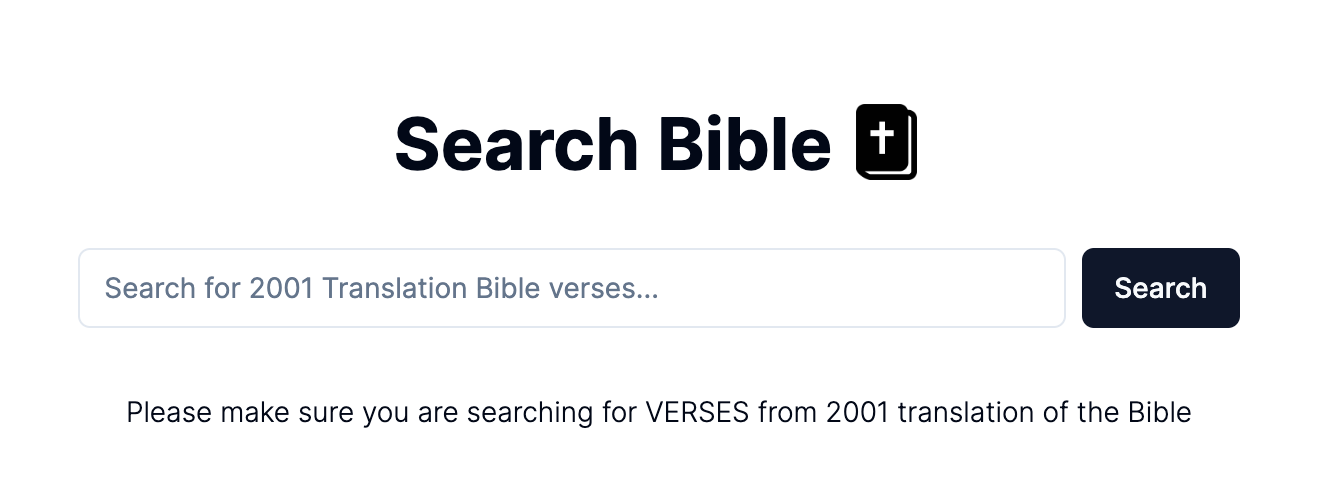 Search Bible
Search for 2001 Translation Bible verses...
Search
Please make sure you are searching for VERSES from 2001 translation of the Bible